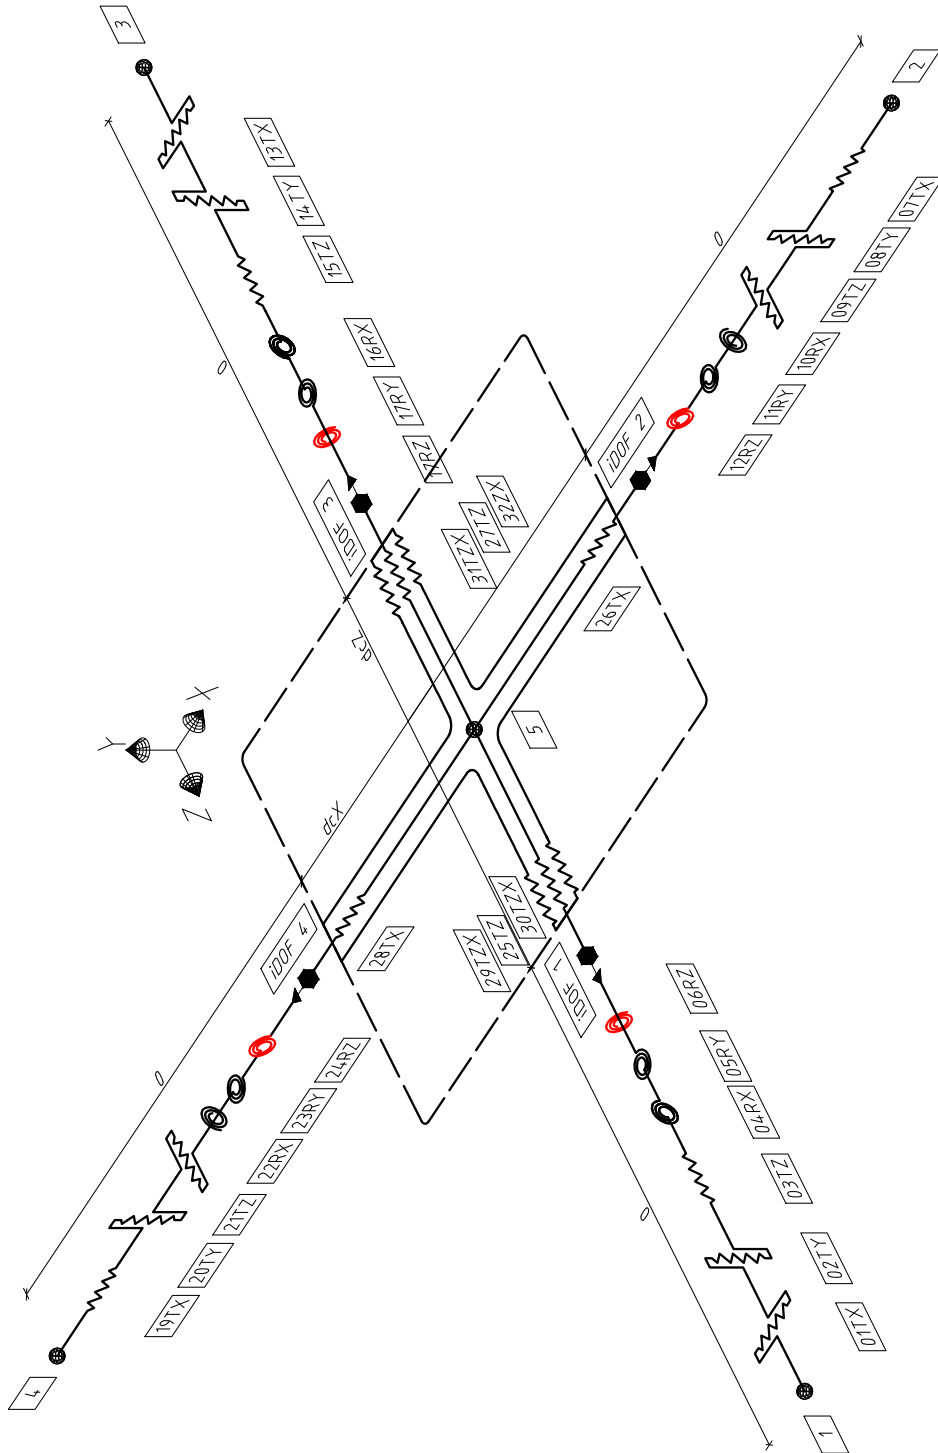 3
2
13TX
14TY
15TZ
07TX
08TY
09TZ
10RX
11RY
12RZ
0
0
16RX
17RY
17RZ
iDOF 2
iDOF 3
31TZX
27TZ
32ZX
26TX
dcZ
5
Y
X
Z
dcX
iDOF 4
28TX
29TZX
25TZ
30TZX
iDOF 1
06RZ
05RY
04RX
03TZ
02TY
01TX
0
0
24RZ
23RY
22RX
21TZ
20TY
19TX
4
1